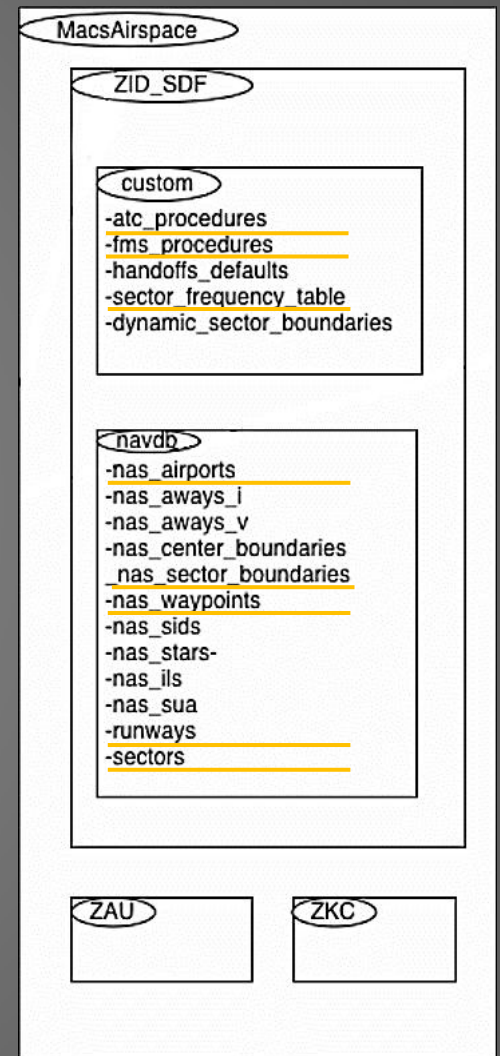 MacsAirspace
ZID_SDF
custom
-atc_procedures
-fms_procedures
-handoffs_defaults
-sector_frequency_table
-dynamic_sector_boundaries
navdb
-nas_airports
-nas_aways_i
-nas_aways_v
-nas_center_boundaries
_nas_sector_boundaries
-nas_waypoints
-nas_sids
-nas_stars-
-nas_ils
-nas_sua
-runways
-sectors
ZAU
ZKC